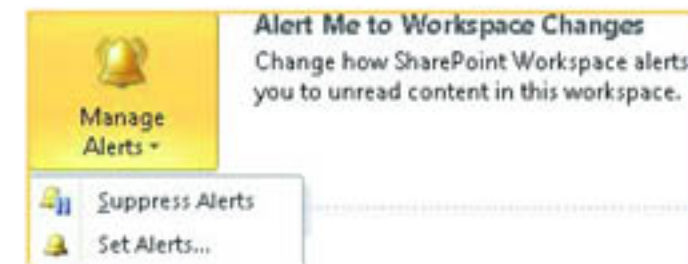 Alert Me to Workspace Changes
Change how SharePoint Workspace alerts
you to unread content in this workspace.
Manage
Alerts
Suppress Alerts
Set Alerts...